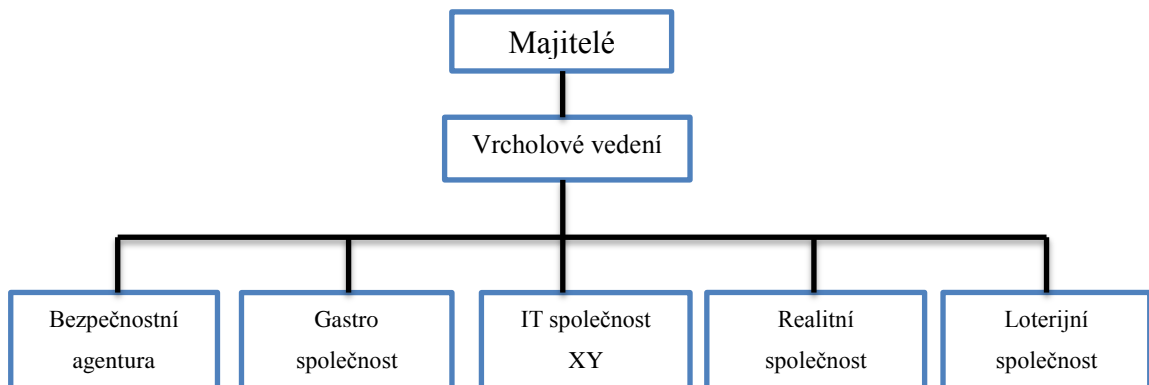 Majitelé
Vrcholové vedení
Bezpečnostní
agentura
Gastro
společnost
IT společnost
XY
Realitní
společnost
Loterijní
společnost